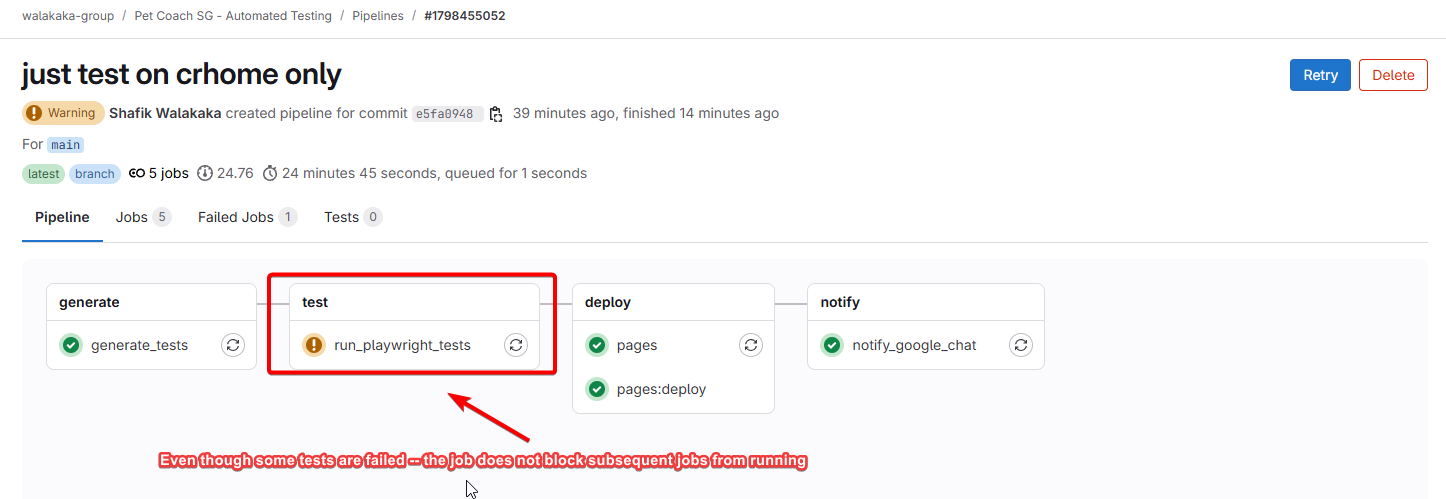 walakaka-group / Pet Coach SG - Automated Testing / Pipelines / #1798455052
just test on crhome only
Retry
Delete
Warning Shafik Walakaka created pipeline for commit e5fa0948 39 minutes ago, finished 14 minutes ago
For main
latest branch 5 jobs 24.76 24 minutes 45 seconds, queued for 1 seconds
Pipeline Jobs 5 Failed Jobs 1 Tests 0
generate test deploy notify
generate_tests run_playwright_tests pages notify_google_chat
pages:deploy
Even though some tests are failed -- the job does not block subsequent jobs from running